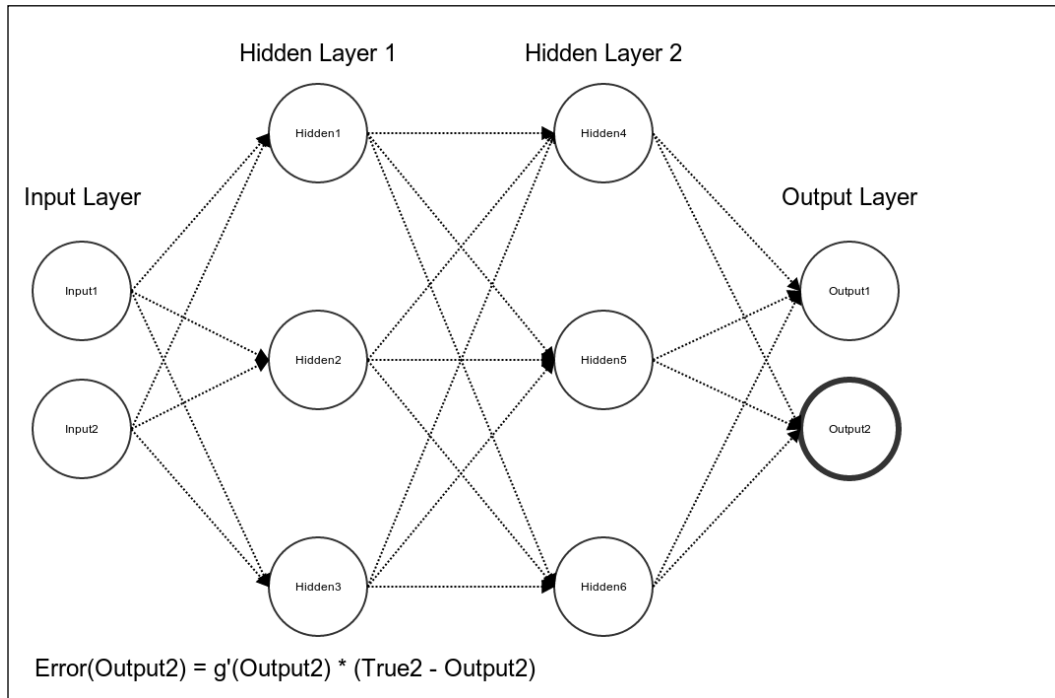 Hidden Layer 1
Hidden Layer 2
Hidden1
Hidden4
Input Layer
Output Layer
Input1
Output1
Hidden2
Hidden5
Input2
Output2
Hidden3
Hidden6
Error(Output2) = g'(Output2) * (True2 - Output2)